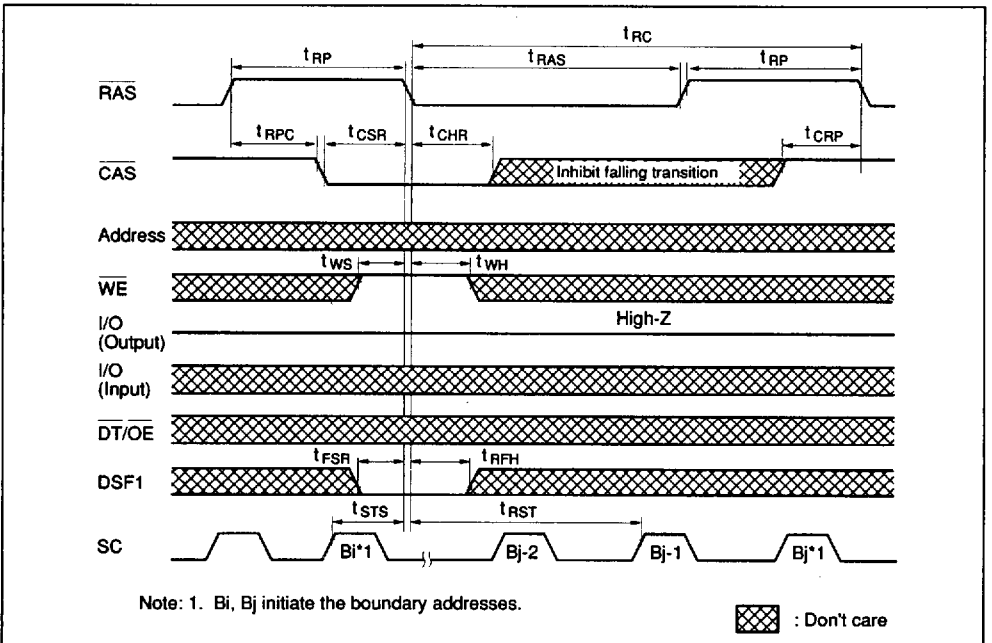 tRC
tRP tRAS tRP
RAS
tRPC tCSR tCHR tCRP
CAS Inhibit falling transition
Address
tWS tWH
WE
I/O High-Z
(Output)
I/O
(Input)
DT/OE
tFSR tRFH
DSF1
tSTS tRST
SC Bi*1 Bj-2 Bj-1 Bj*1
Note: 1. Bi, Bj initiate the boundary addresses.
: Don't care